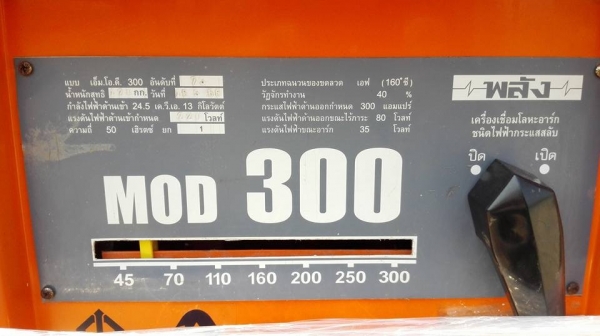 แบบ เอ็ม.โอ.ดี. 300 อันดับที่
น้ำหนักสุทธิ กก. วันที่
กำลังไฟฟ้าด้านเข้า 24.5 เค.วี.เอ. 13 กิโลวัตต์
แรงดันไฟฟ้าด้านเข้ากำหนด โวลท์
ความถี่ 50 เฮิรตซ์ ยก 1
ประเภทฉนวนของขดลวด เอฟ (160°ซี)
วัฏจักรทำงาน 40 %
กระแสไฟฟ้าด้านออกกำหนด 300 แอมแปร์
แรงดันไฟฟ้าด้านออกขณะไร้ภาระ 80 โวลท์
แรงดันไฟฟ้าขณะอาร์ก 35 โวลท์
พลัง
เครื่องเชื่อมโลหะอาร์ก
ชนิดไฟฟ้ากระแสสลับ
ปิด เปิด
MOD 300
45 70 110 160 200 250 300